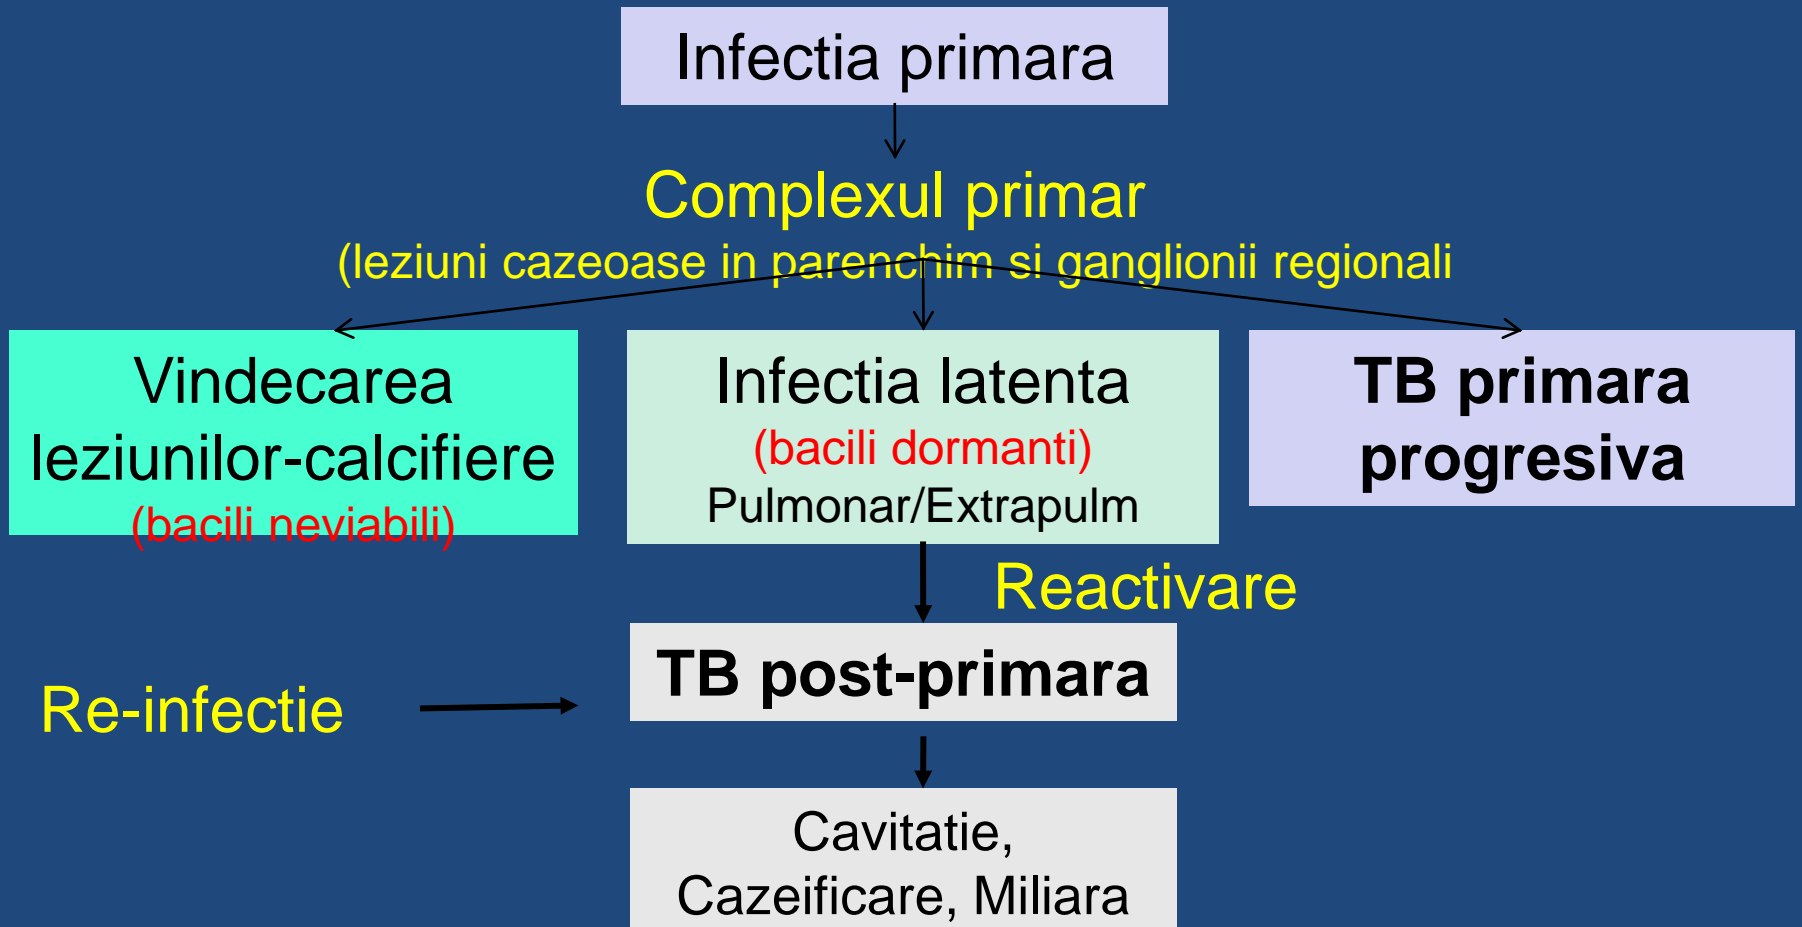 Infectia primara
Complexul primar
(leziuni cazeoase in parenchim si ganglionii regionali
Vindecarea
leziunilor-calcifiere
(bacili neviabili)
Infectia latenta
(bacili dormanti)
Pulmonar/Extrapulm
TB primara
progresiva
Reactivare
TB post-primara
Re-infectie
Cavitatie,
Cazeificare, Miliara